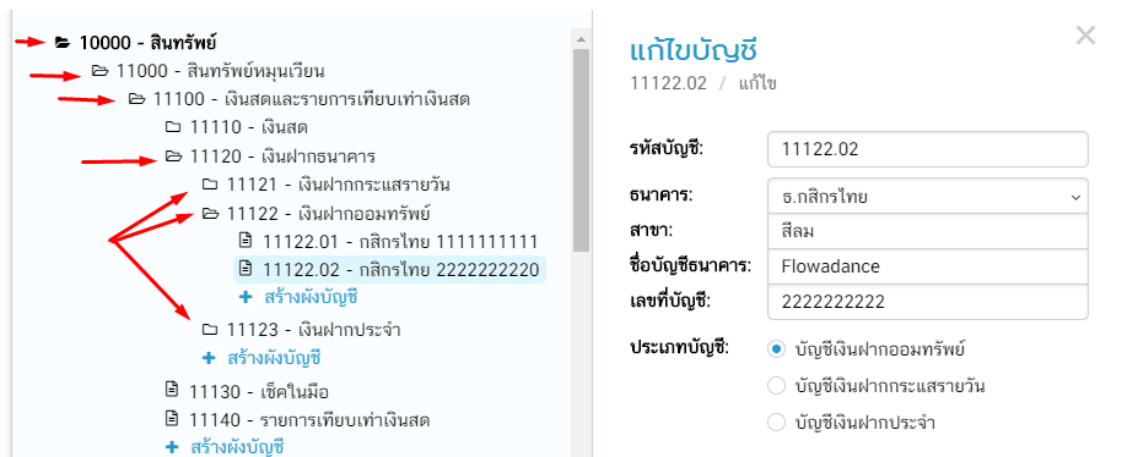 10000 - สินทรัพย์
11000 - สินทรัพย์หมุนเวียน
11100 - เงินสดและรายการเทียบเท่าเงินสด
11110 - เงินสด
11120 - เงินฝากธนาคาร
11121 - เงินฝากกระแสรายวัน
11122 - เงินฝากออมทรัพย์
11122.01 - กสิกรไทย 1111111111
11122.02 - กสิกรไทย 2222222220
+ สร้างผังบัญชี
11123 - เงินฝากประจำ
+ สร้างผังบัญชี
11130 - เช็คในมือ
11140 - รายการเทียบเท่าเงินสด
+ สร้างผังบัญชี
แก้ไขบัญชี
11122.02 / แก้ไข
รหัสบัญชี: 11122.02
ธนาคาร: ธ.กสิกรไทย
สาขา: สีลม
ชื่อบัญชีธนาคาร: Flowadance
เลขที่บัญชี: 2222222222
ประเภทบัญชี: บัญชีเงินฝากออมทรัพย์
บัญชีเงินฝากกระแสรายวัน
บัญชีเงินฝากประจำ